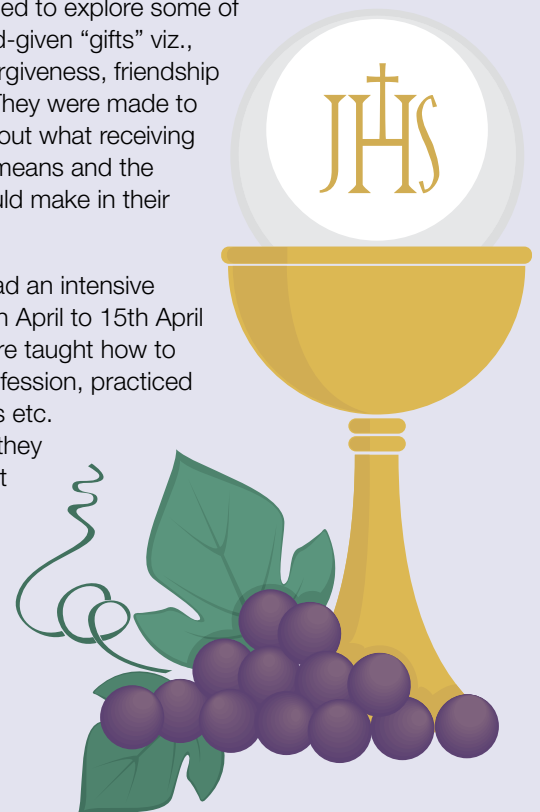 ed to explore some of
d-given “gifts” viz.,
rgiveness, friendship
They were made to
out what receiving
means and the
uld make in their
ad an intensive
n April to 15th April
re taught how to
fession, practiced
s etc.
they
t
JHS